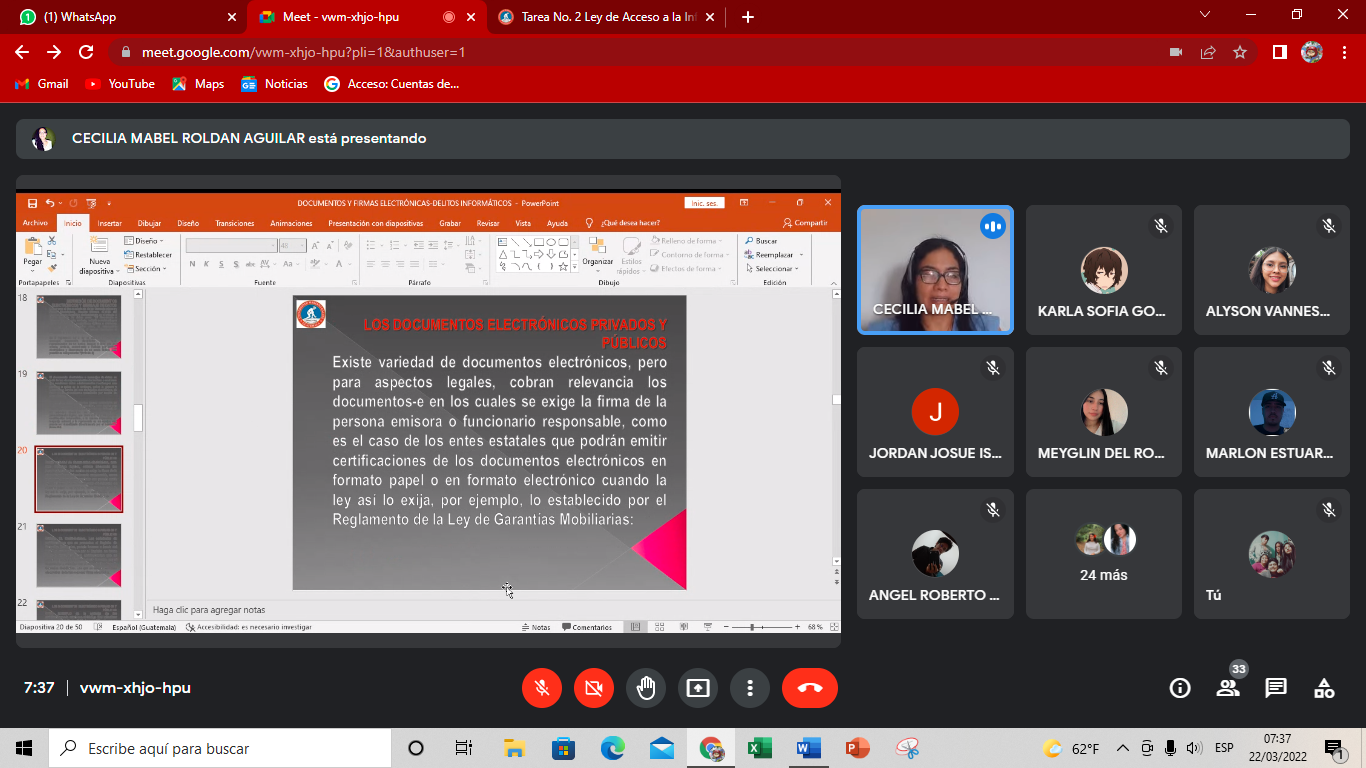 (1) WhatsApp
Meet - vwm-xhjo-hpu
Tarea No. 2 Ley de Acceso a la In
meet.google.com/vwm-xhjo-hpu?pli=1&authuser=1
Gmail
YouTube
Maps
Noticias
Acceso: Cuentas de...
CECILIA MABEL ROLDAN AGUILAR está presentando
DOCUMENTOS Y FIRMAS ELECTRÓNICAS-DELITOS INFORMÁTICOS - PowerPoint
Inic. ses.
Archivo
Inicio
Insertar
Dibujar
Diseño
Transiciones
Animaciones
Presentación con diapositivas
Grabar
Revisar
Vista
Ayuda
¿Qué desea hacer?
Compartir
Pegar
Nueva
diapositiva
Diseño
Restablecer
Sección
N K S S abc AV Aa
Organizar
Estilos
rápidos
Relleno de forma
Contorno de forma
Efectos de forma
Buscar
Reemplazar
Seleccionar
Portapapeles
Diapositivas
Fuente
Párrafo
Dibujo
Edición
18
19
20
21
22
LOS DOCUMENTOS ELECTRÓNICOS PRIVADOS Y
PÚBLICOS
Existe variedad de documentos electrónicos, pero
para aspectos legales, cobran relevancia los
documentos-e en los cuales se exige la firma de la
persona emisora o funcionario responsable, como
es el caso de los entes estatales que podrán emitir
certificaciones de los documentos electrónicos en
formato papel o en formato electrónico cuando la
ley asi lo exija, por ejemplo, lo establecido por el
Reglamento de la Ley de Garantias Mobiliarias:
Haga clic para agregar notas
Diapositiva 20 de 50
Español (Guatemala)
Accesibilidad: es necesario investigar
Notas
Comentarios
68 %
CECILIA MABEL ...
KARLA SOFIA GO...
ALYSON VANNES...
J
JORDAN JOSUE IS...
MEYGLIN DEL RO...
MARLON ESTUAR...
ANGEL ROBERTO ...
24 más
Tú
7:37 | vwm-xhjo-hpu
33
Escribe aquí para buscar
62°F
ESP
07:37
22/03/2022
1